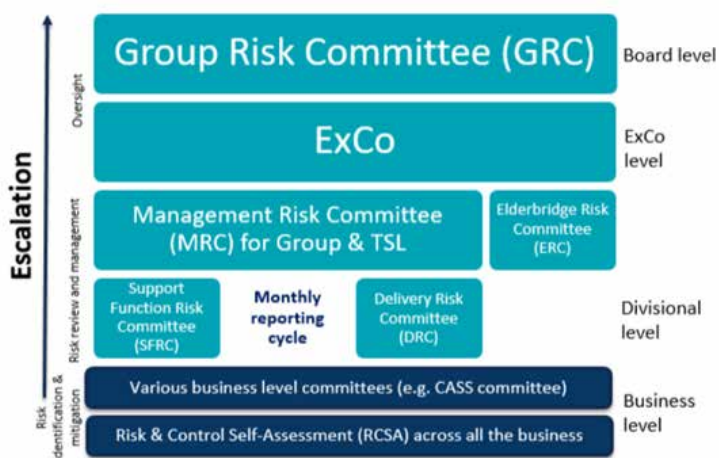 Group Risk Committee (GRC)
Board level
ExCo
ExCo
level
Management Risk Committee
(MRC) for Group & TSL
Elderbridge Risk
Committee
(ERC)
Support
Function Risk
Committee
(SFRC)
Monthly
reporting
cycle
Delivery Risk
Committee
(DRC)
Divisional
level
Various business level committees (e.g. CASS committee)
Risk & Control Self-Assessment (RCSA) across all the business
Business
level
Escalation
Oversight
Risk review and management
Risk
identification &
mitigation